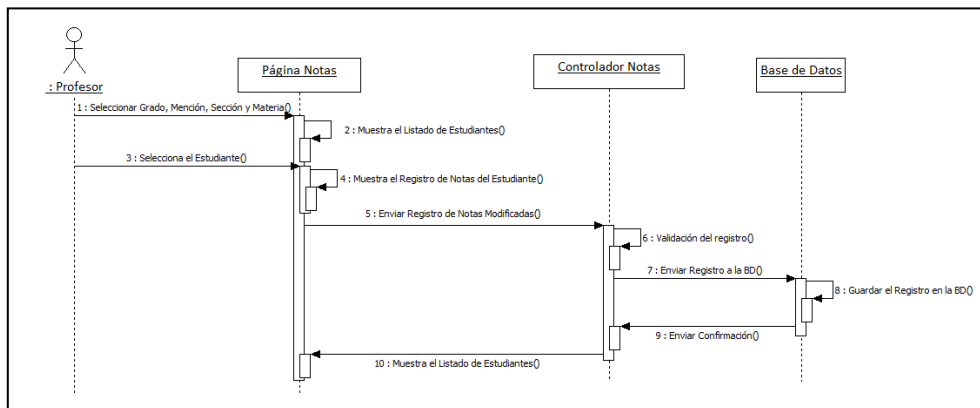 : Profesor
Página Notas
Controlador Notas
Base de Datos
1 : Seleccionar Grado, Mención, Sección y Materia()
2 : Muestra el Listado de Estudiantes()
3 : Selecciona el Estudiante()
4 : Muestra el Registro de Notas del Estudiante()
5 : Enviar Registro de Notas Modificadas()
6 : Validación del registro()
7 : Enviar Registro a la BD()
8 : Guardar el Registro en la BD()
9 : Enviar Confirmación()
10 : Muestra el Listado de Estudiantes()